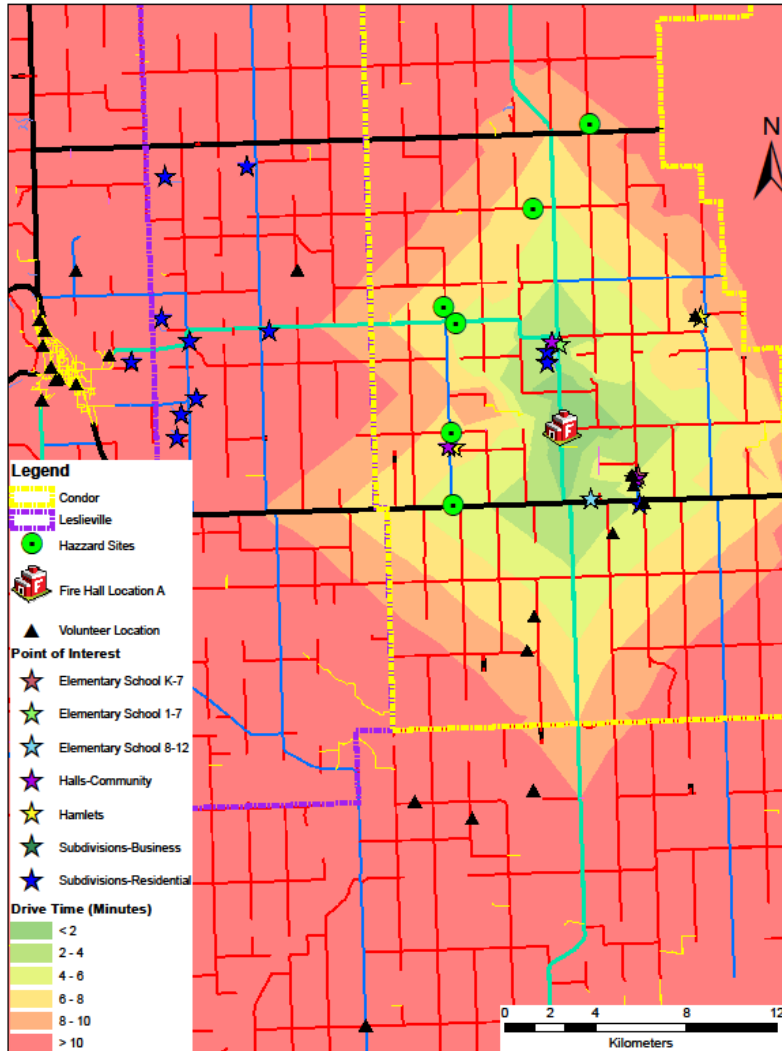 N
F
Legend
Condor
Leslieville
Hazzard Sites
F
Fire Hall Location A
Volunteer Location
Point of Interest
Elementary School K-7
Elementary School 1-7
Elementary School 8-12
Halls-Community
Hamlets
Subdivisions-Business
Subdivisions-Residential
Drive Time (Minutes)
< 2
2 - 4
4 - 6
6 - 8
8 - 10
> 10
0 2 4 8 12
Kilometers